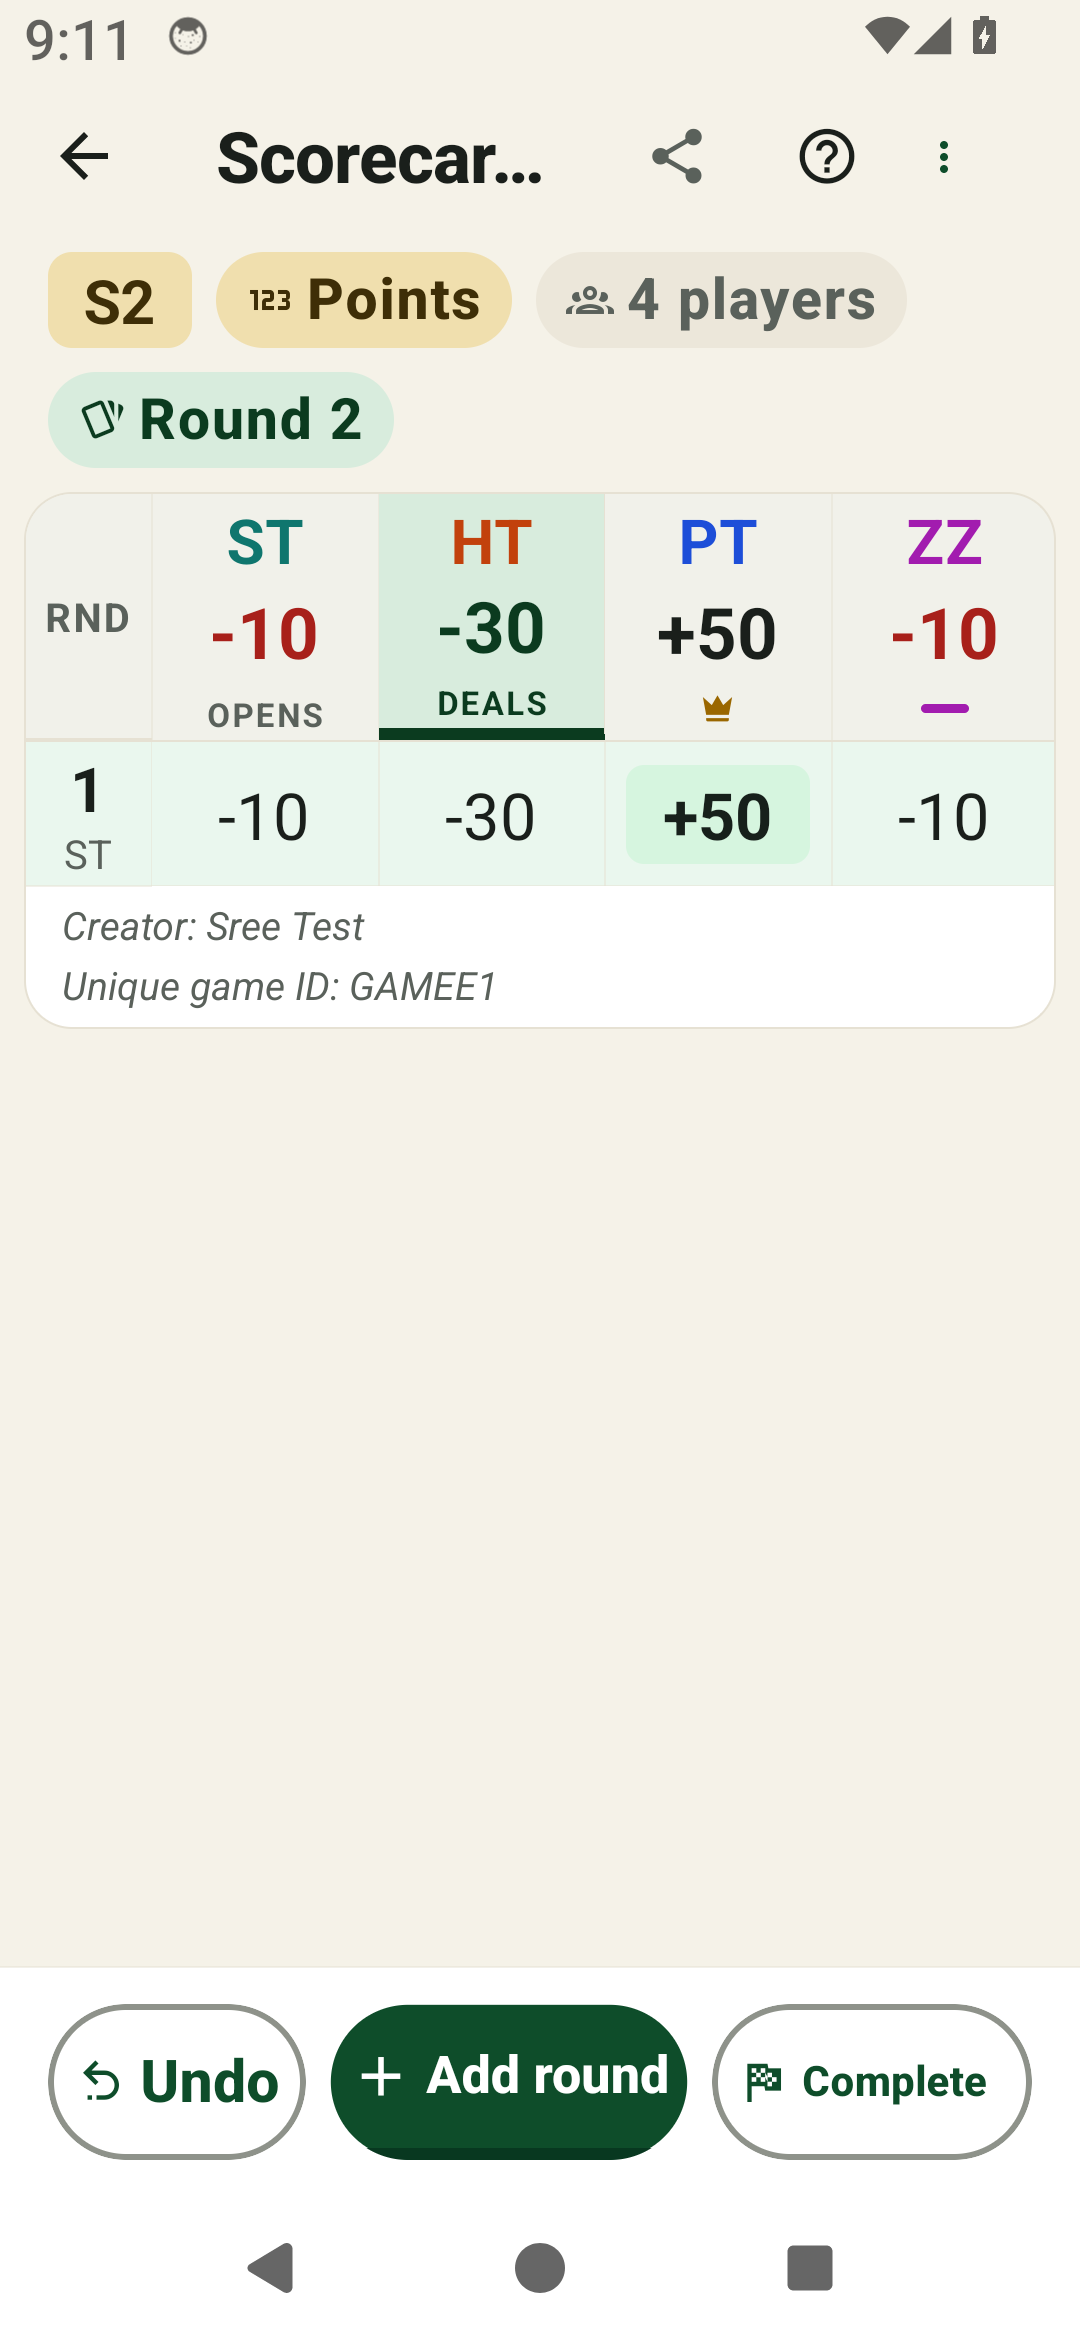 9:11
Scorecar...
S2
123 Points
4 players
Round 2
RND
ST
HT
PT
ZZ
-10
-30
+50
-10
OPENS
DEALS
1
ST
-10
-30
+50
-10
Creator: Sree Test
Unique game ID: GAMEE1
Undo
+ Add round
Complete